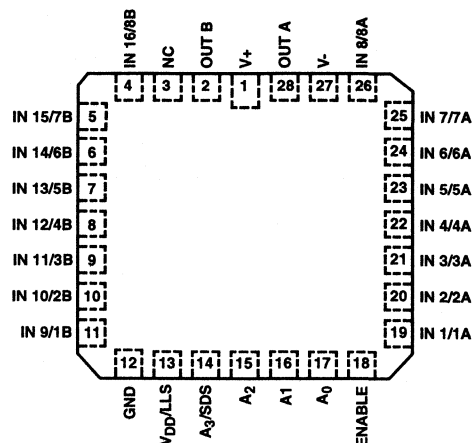 IN 16/8B
NC
OUT B
V+
OUT A
V-
IN 8/8A
4
3
2
1
28
27
26
IN 15/7B 5
IN 14/6B 6
IN 13/5B 7
IN 12/4B 8
IN 11/3B 9
IN 10/2B 10
IN 9/1B 11
25 IN 7/7A
24 IN 6/6A
23 IN 5/5A
22 IN 4/4A
21 IN 3/3A
20 IN 2/2A
19 IN 1/1A
12
13
14
15
16
17
18
GND
VDD/LLS
A3/SDS
A2
A1
A0
ENABLE